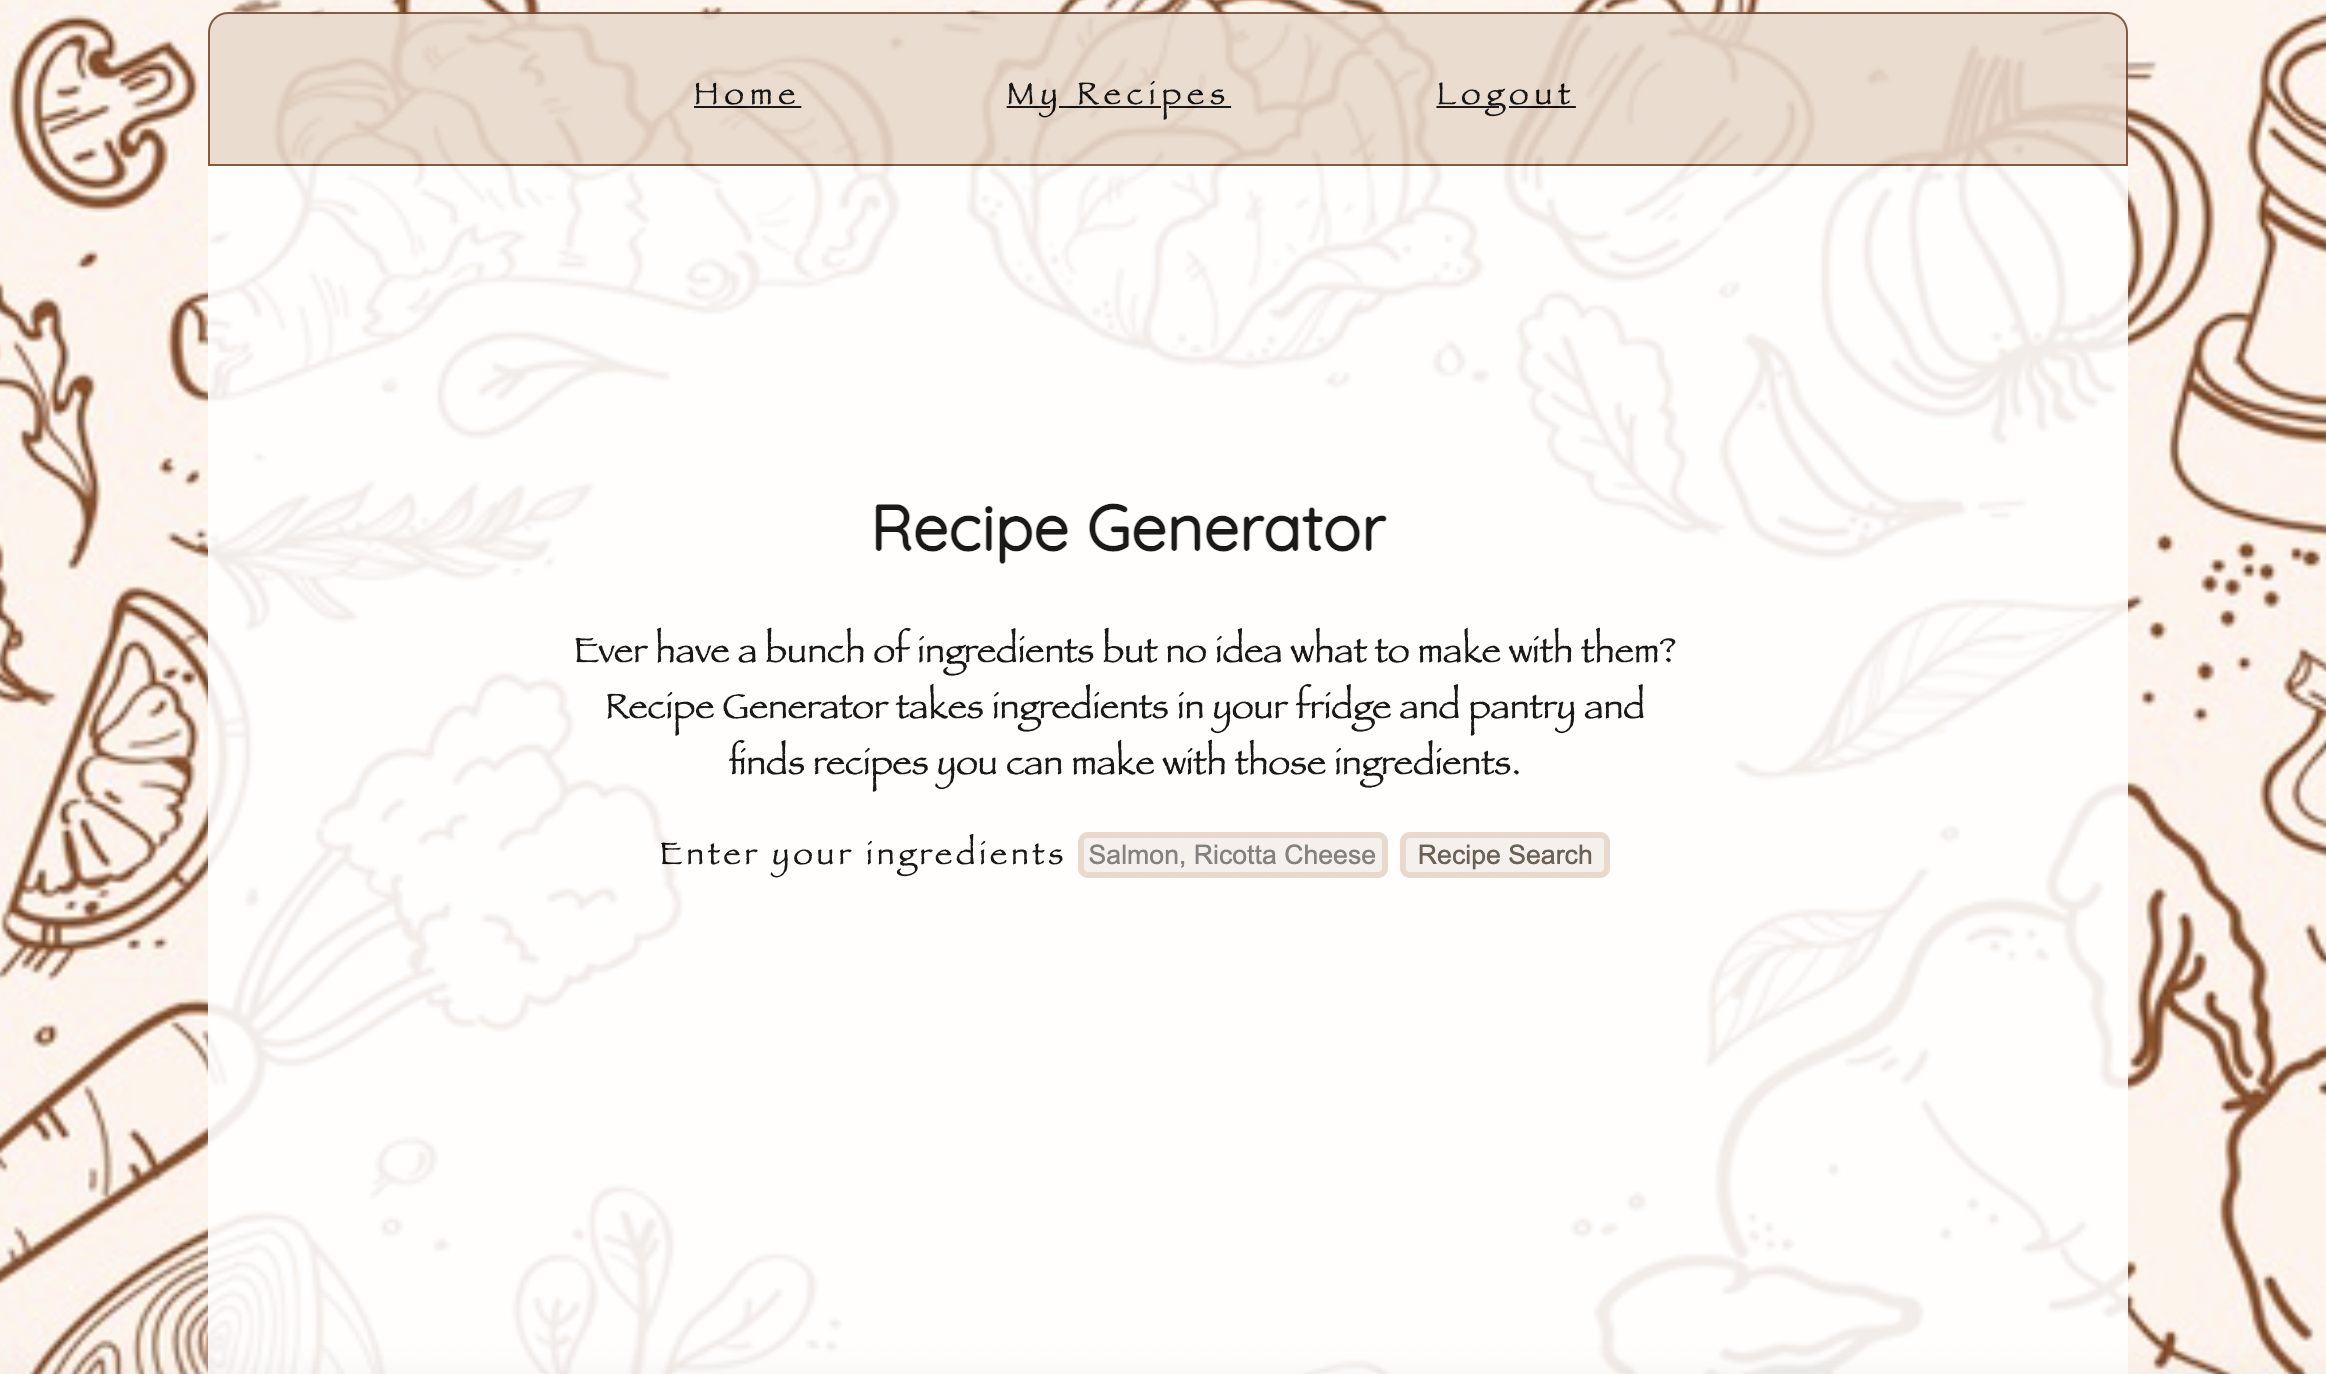 Home My Recipes Logout
Recipe Generator
Ever have a bunch of ingredients but no idea what to make with them?
Recipe Generator takes ingredients in your fridge and pantry and
finds recipes you can make with those ingredients.
Enter your ingredients Salmon, Ricotta Cheese Recipe Search